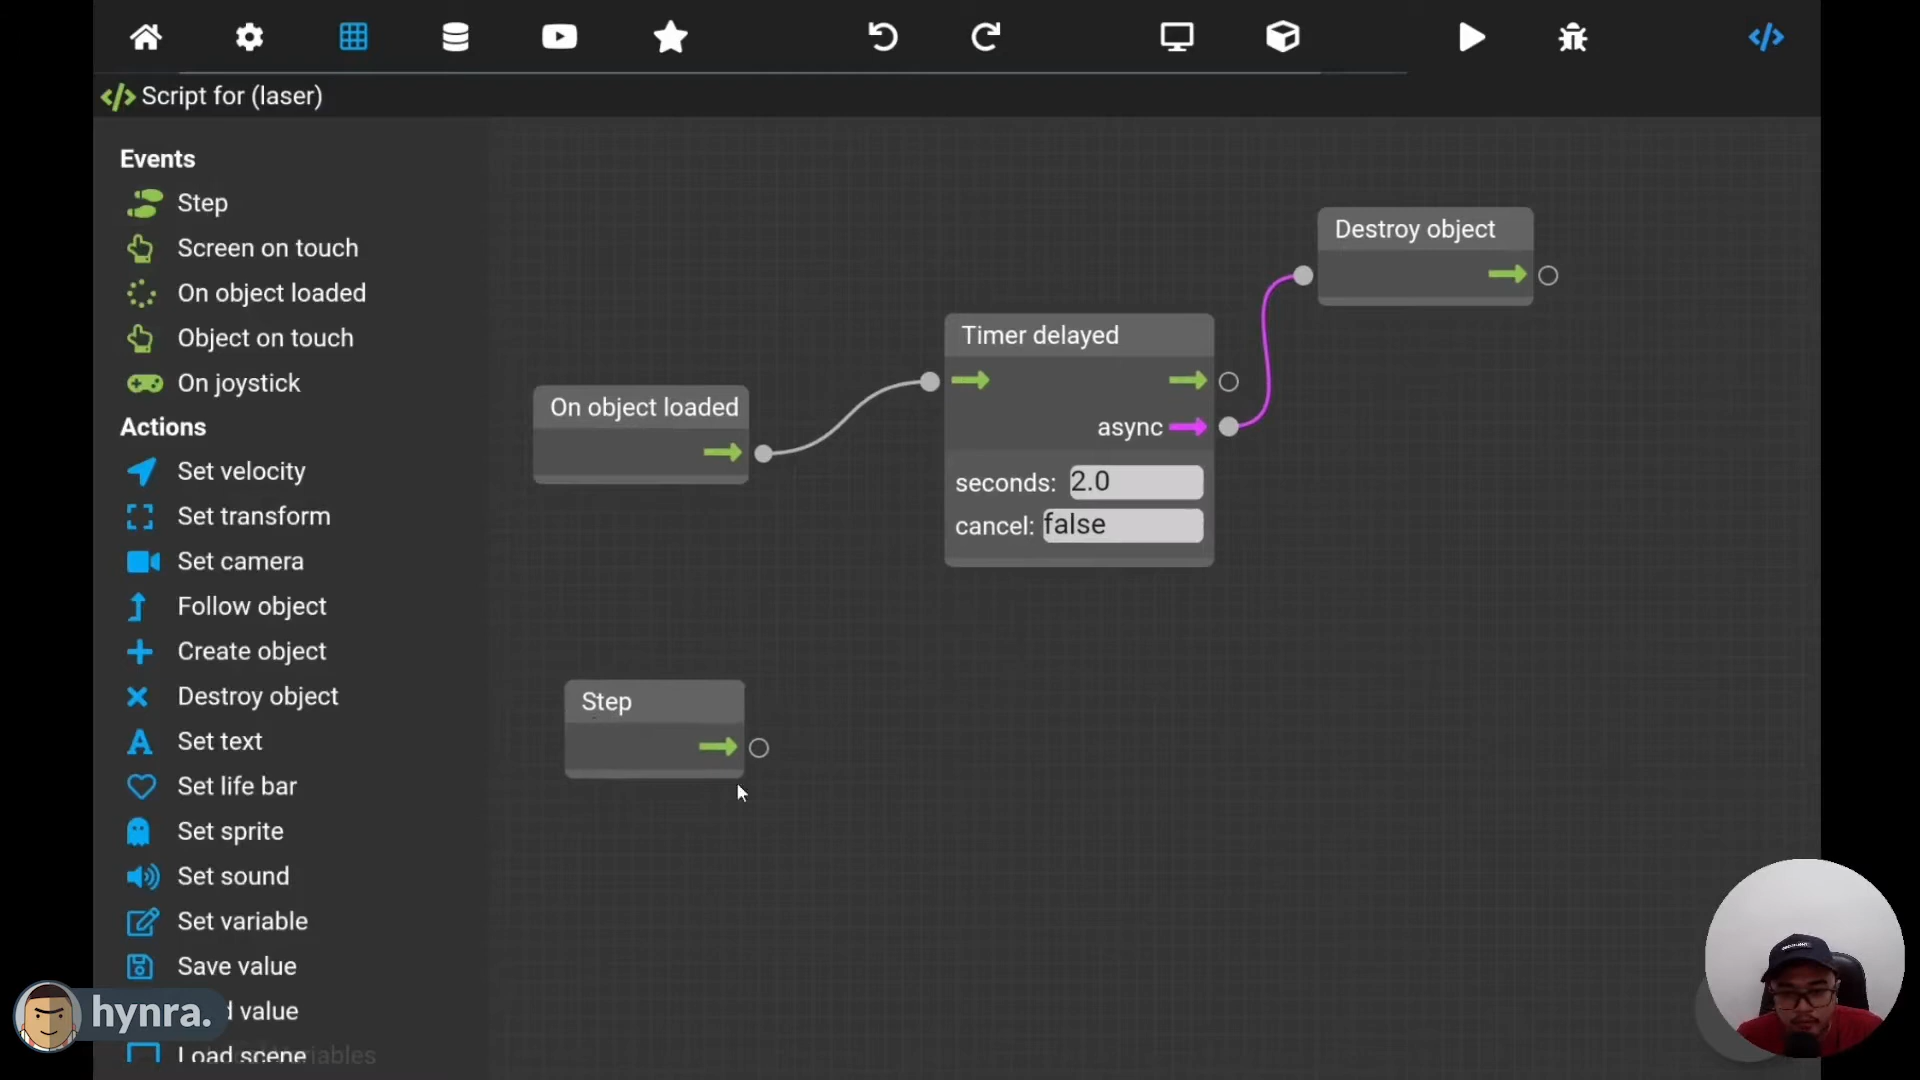 Script for (laser)
Events
Step
Screen on touch
On object loaded
Object on touch
On joystick
Actions
Set velocity
Set transform
Set camera
Follow object
Create object
Destroy object
Set text
Set life bar
Set sprite
Set sound
Set variable
Save value
d value
Load scene
Destroy object
Timer delayed
async
seconds: 2.0
cancel: false
On object loaded
Step
hynra.